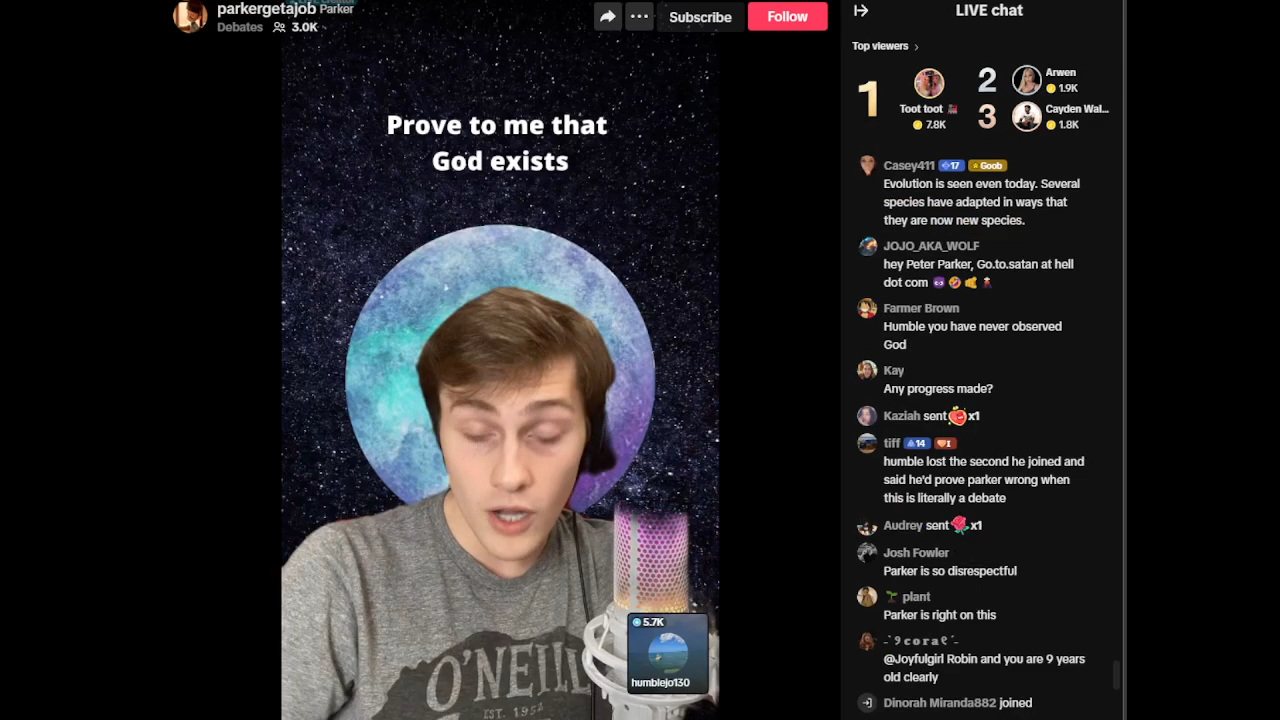 parkergetajob Parker
Debates 3.0K
Subscribe
Follow
Prove to me that
God exists
O'NEILL
EST. 195
5.7K
humblejo130
LIVE chat
Top viewers
1
Toot toot
7.8K
2
Arwen
1.9K
3
Cayden Wal...
1.8K
Casey411 17 Goob
Evolution is seen even today. Several
species have adapted in ways that
they are now new species.
JOJO_AKA_WOLF
hey Peter Parker, Go.to.satan at hell
dot com
Farmer Brown
Humble you have never observed
God
Kay
Any progress made?
Kaziah sent x1
tiff 14 I
humble lost the second he joined and
said he'd prove parker wrong when
this is literally a debate
Audrey sent x1
Josh Fowler
Parker is so disrespectful
plant
Parker is right on this
@Joyfulgirl Robin and you are 9 years
old clearly
Dinorah Miranda882 joined